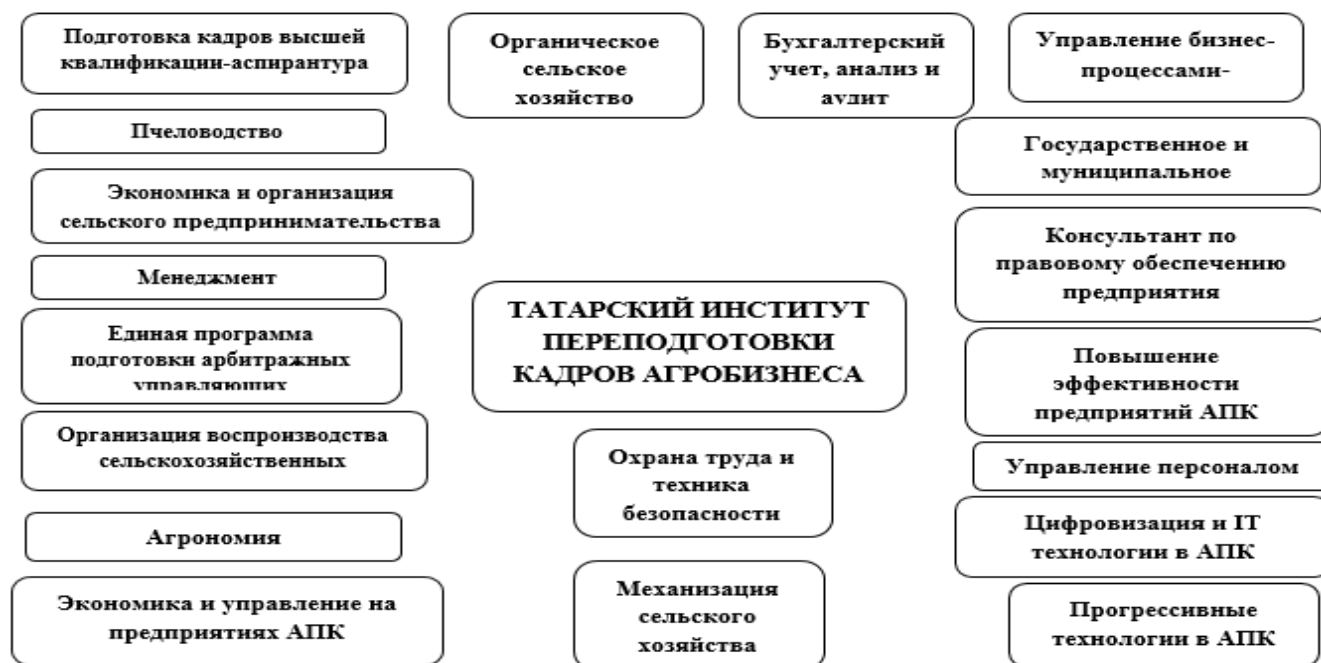 Подготовка кадров высшей
квалификации-аспирантура
Органическое
сельское
хозяйство
Бухгалтерский
учет, анализ и
аудит
Управление бизнес-
процессами-
Пчеловодство
Государственное и
муниципальное
Экономика и организация
сельского предпринимательства
Консультант по
правовому обеспечению
предприятия
Менеджмент
ТАТАРСКИЙ ИНСТИТУТ
ПЕРЕПОДГОТОВКИ
КАДРОВ АГРОБИЗНЕСА
Единая программа
подготовки арбитражных
управляющих
Повышение
эффективности
предприятий АПК
Организация воспроизводства
сельскохозяйственных
Охрана труда и
техника
безопасности
Управление персоналом
Агрономия
Цифровизация и IT
технологии в АПК
Экономика и управление на
предприятиях АПК
Механизация
сельского
хозяйства
Прогрессивные
технологии в АПК